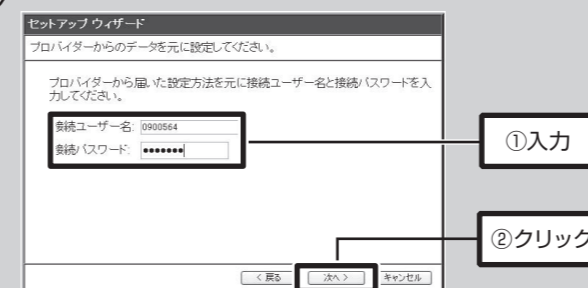 セットアップ ウィザード
プロバイダーからのデータを元に設定してください。
プロバイダーから届いた設定方法を元に接続ユーザー名と接続パスワードを入
力してください。
接続ユーザー名: 0900564
接続パスワード: ●●●●●●●
①入力
②クリック
< 戻る 次へ > キャンセル